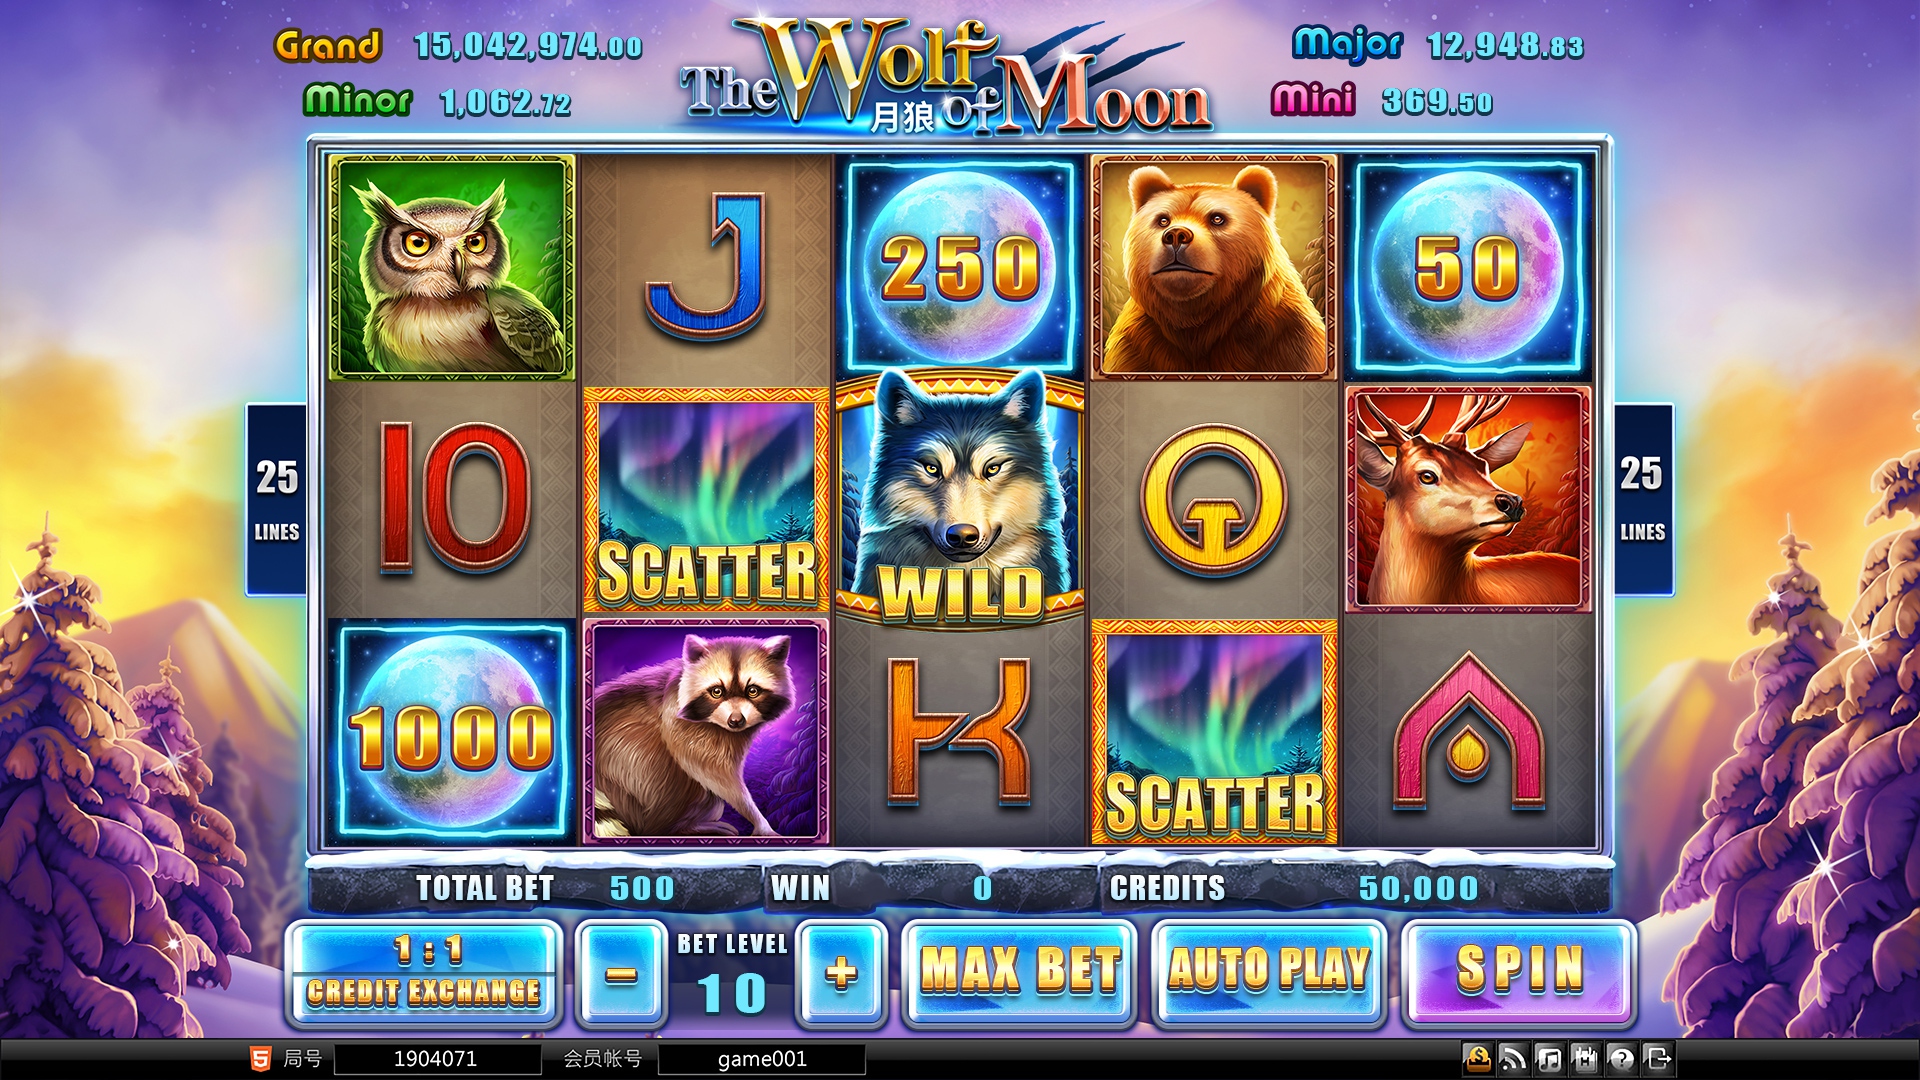 Grand 15,042,974.00
Minor 1,062.72
The Wolf of Moon
月狼
Major 12,948.83
Mini 369.50
J
250
50
25
LINES
10
SCATTER
WILD
Q
25
LINES
1000
K
SCATTER
A
TOTAL BET 500 WIN 0 CREDITS 50,000
1:1
CREDIT EXCHANGE
-
BET LEVEL
10
+
MAX BET
AUTO PLAY
SPIN
5 局号 1904071 会员帐号 game001